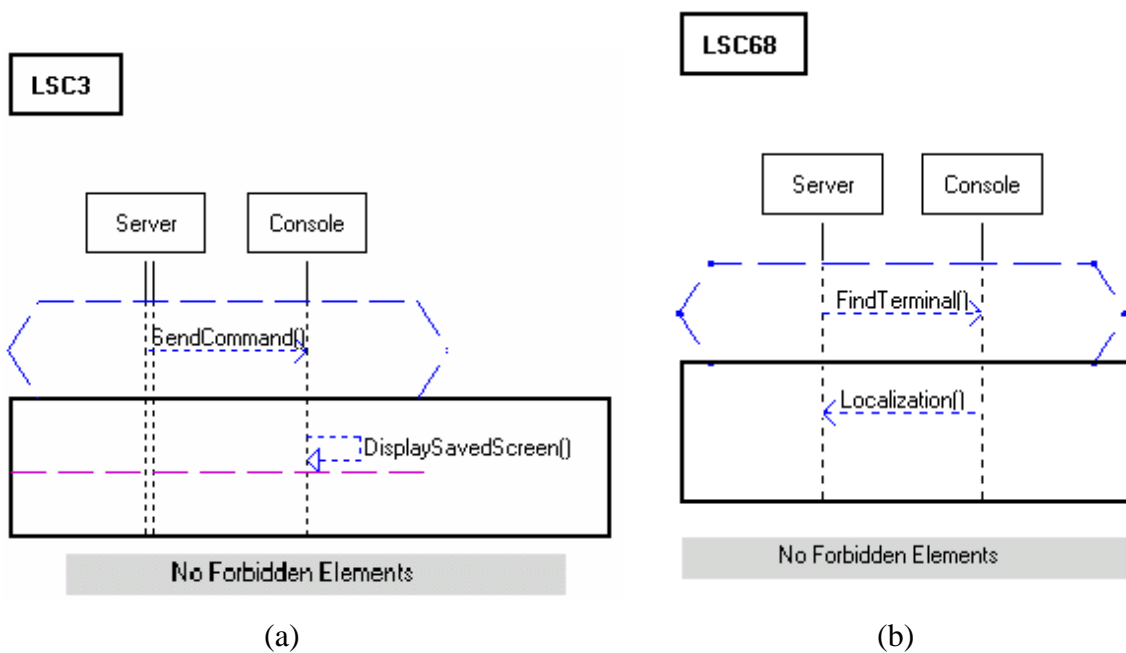 LSC3
Server
Console
SendCommand()
DisplaySavedScreen()
No Forbidden Elements
(a)
LSC68
Server
Console
FindTerminal()
Localization()
No Forbidden Elements
(b)